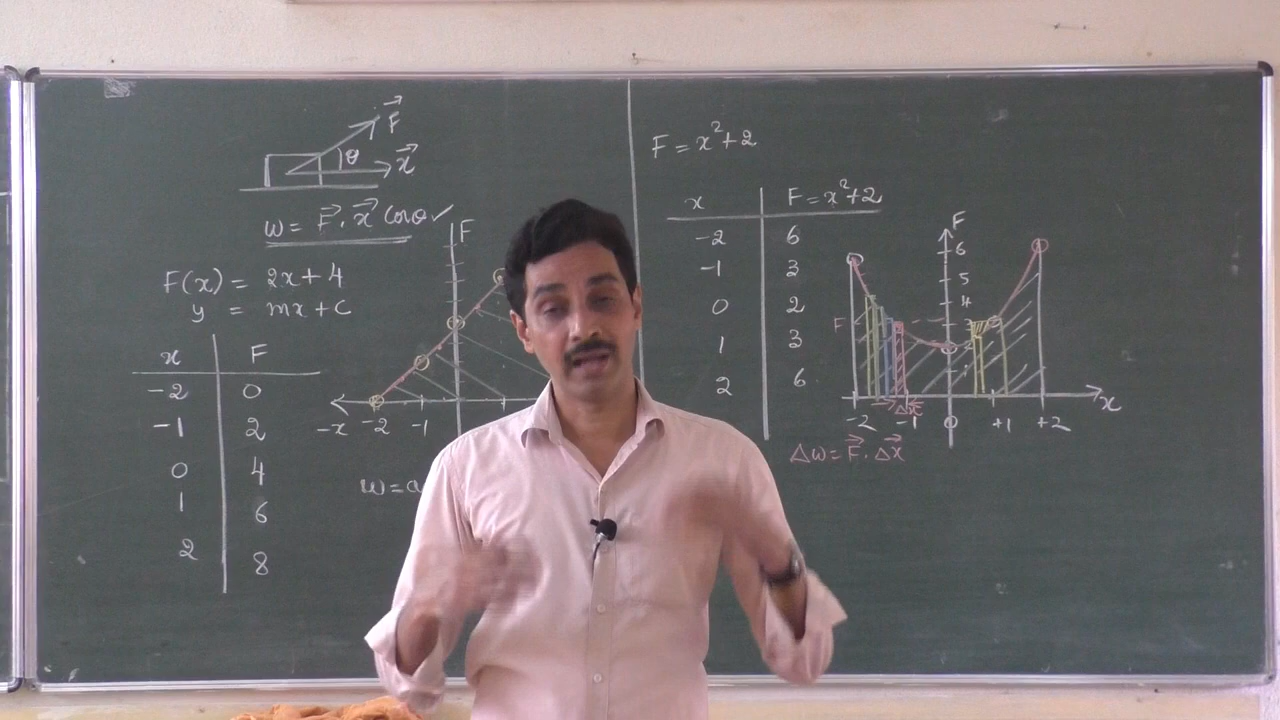 F⃗
θ
x⃗
W = F⃗ . x⃗ Cosθ ✓
F(x) = 2x + 4
y = mx + C
x F
-2 0
-1 2
0 4
1 6
2 8
F
-x -2 -1
W = a
F = x² + 2
x F = x² + 2
-2 6
-1 3
0 2
1 3
2 6
F
6
5
4
3
F
Δx
-2 -1 0 +1 +2 x
ΔW = F⃗ . Δx⃗